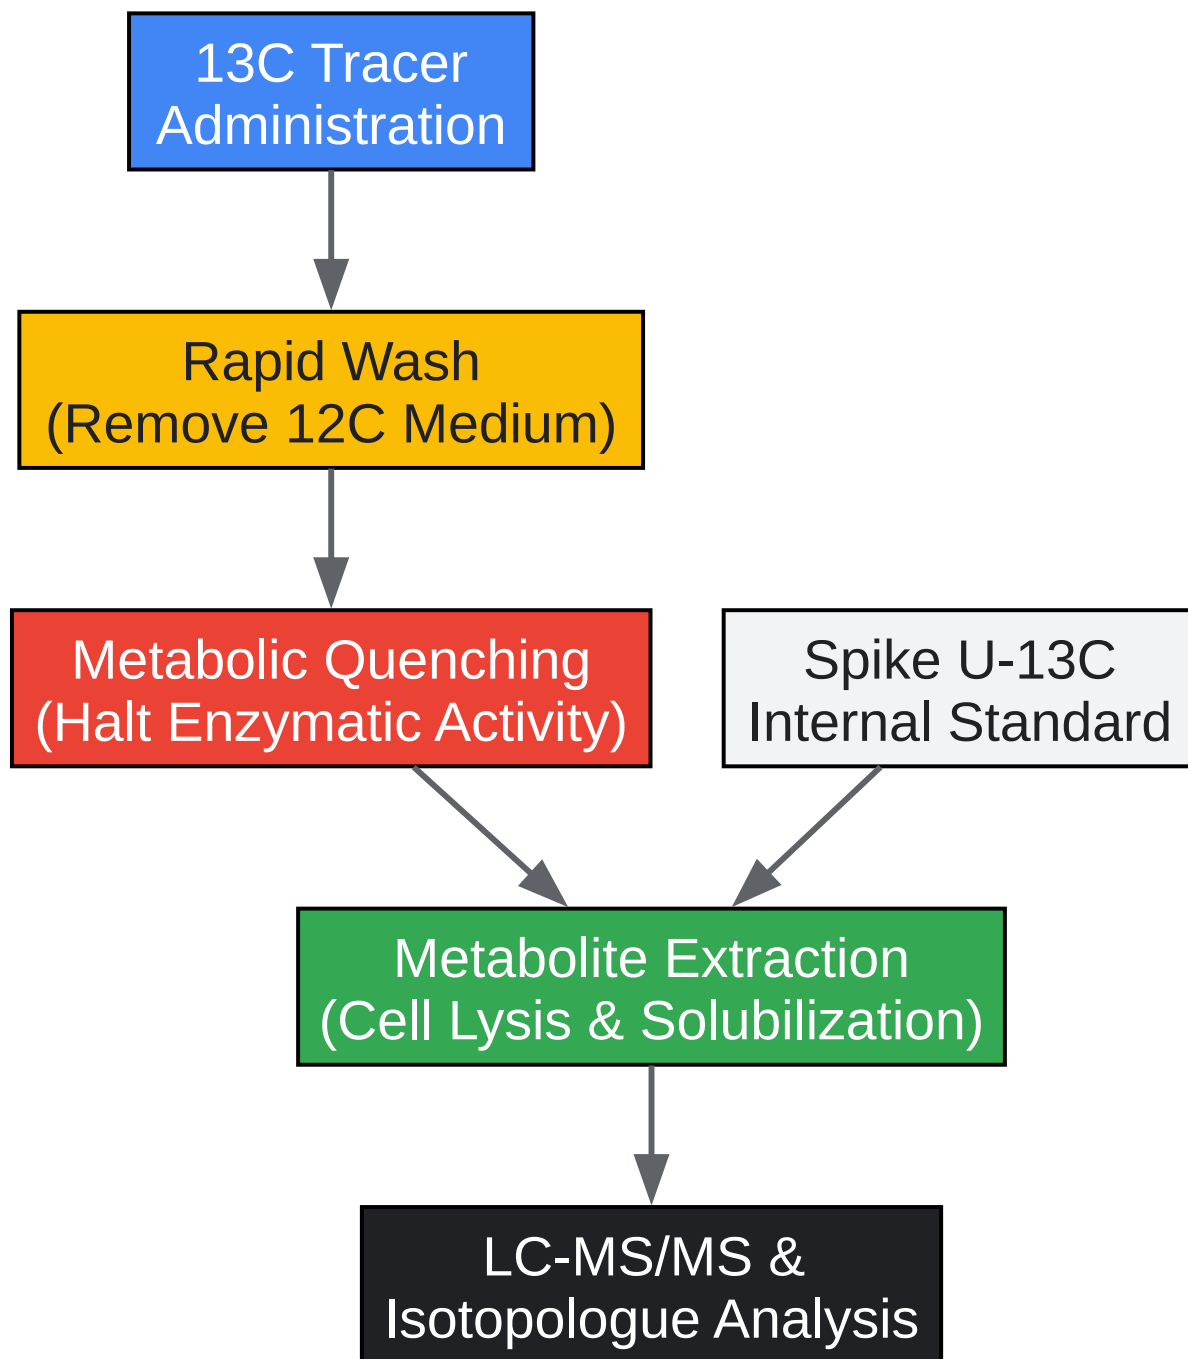 13C Tracer
Administration
Rapid Wash
(Remove 12C Medium)
Metabolic Quenching
(Halt Enzymatic Activity)
Spike U-13C
Internal Standard
Metabolite Extraction
(Cell Lysis & Solubilization)
LC-MS/MS &
Isotopologue Analysis